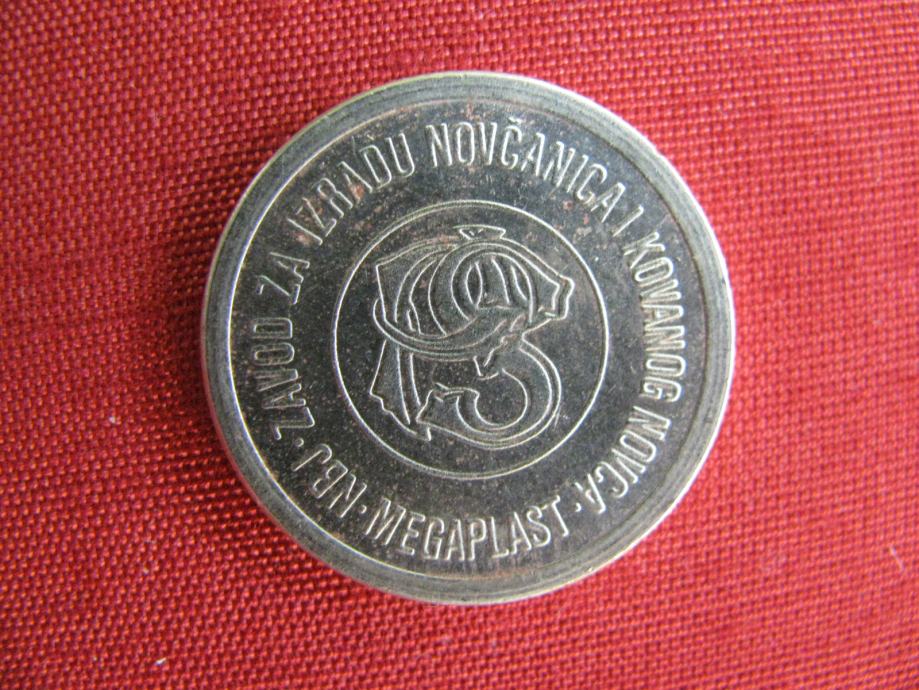 NBJ · ZAVOD ZA IZRADU NOVČANICA I KOVANOG NOVCA · MEGAPLAST ·